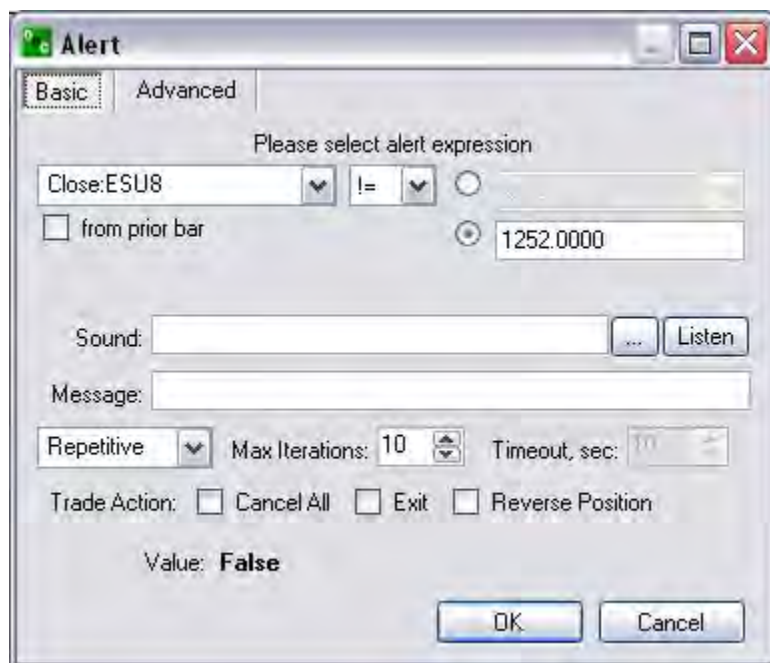 Alert
Basic Advanced
Please select alert expression
Close:ESU8 !=
from prior bar 1252.0000
Sound: ... Listen
Message:
Repetitive Max Iterations: 10 Timeout, sec: 10
Trade Action: Cancel All Exit Reverse Position
Value: False
OK Cancel